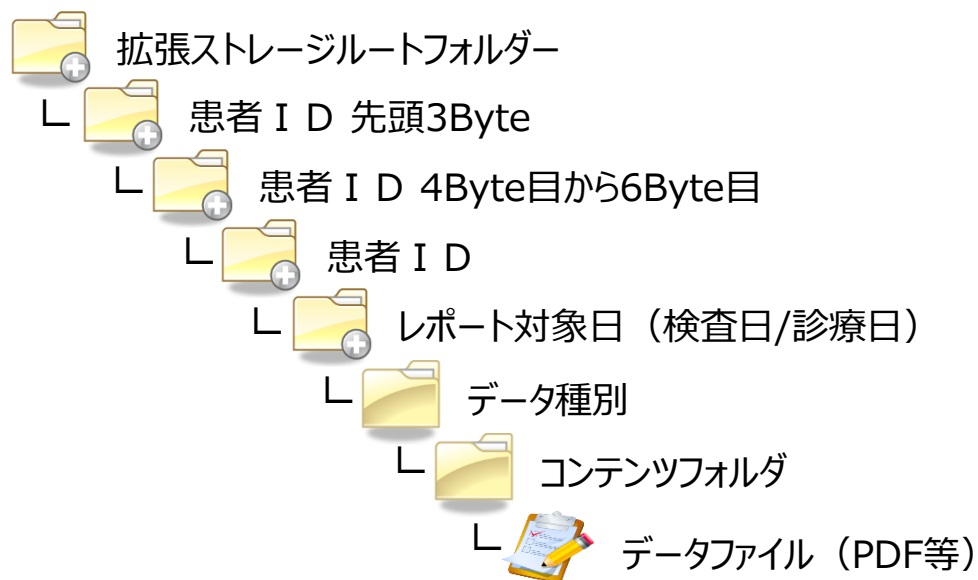 拡張ストレージルートフォルダー
患者ＩＤ 先頭3Byte
患者ＩＤ 4Byte目から6Byte目
患者ＩＤ
レポート対象日（検査日/診療日）
データ種別
コンテンツフォルダ
データファイル（PDF等）